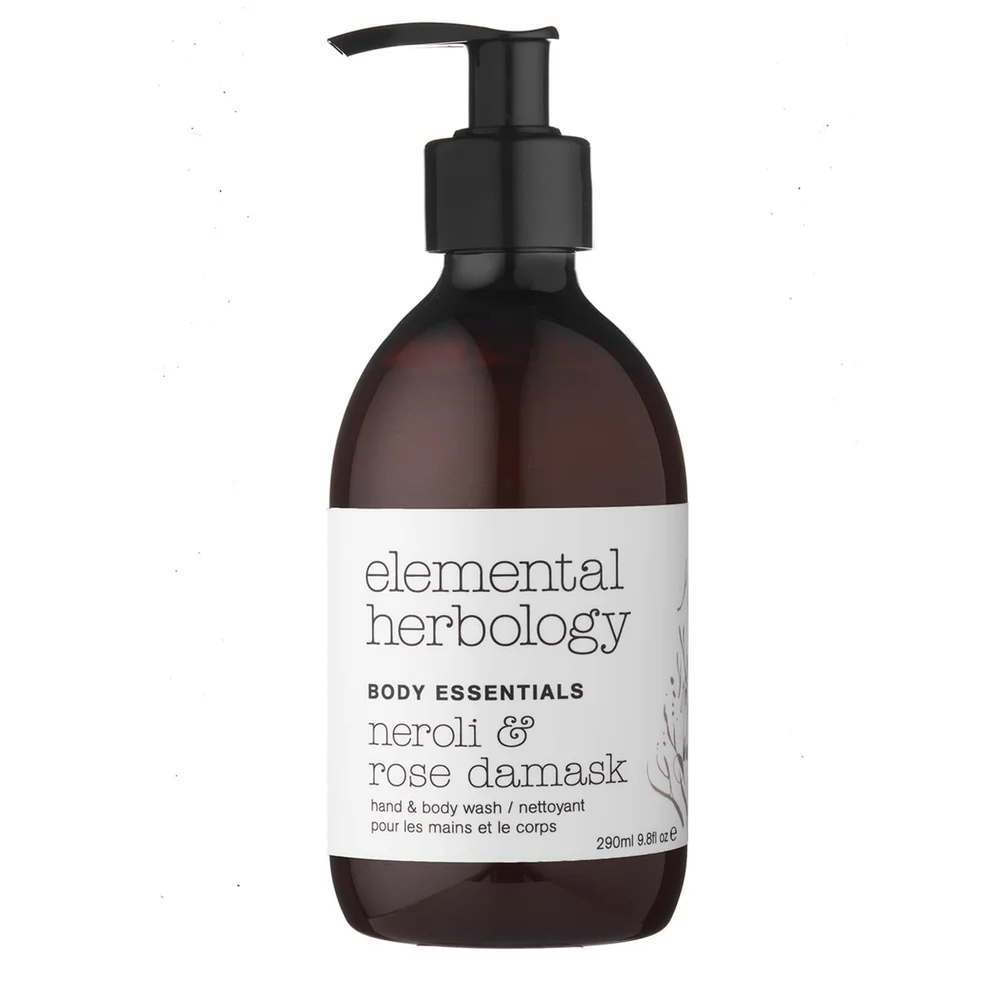 elemental
herbology
BODY ESSENTIALS
neroli &
rose damask
hand & body wash / nettoyant
pour les mains et le corps
290ml 9.8fl oz ℮